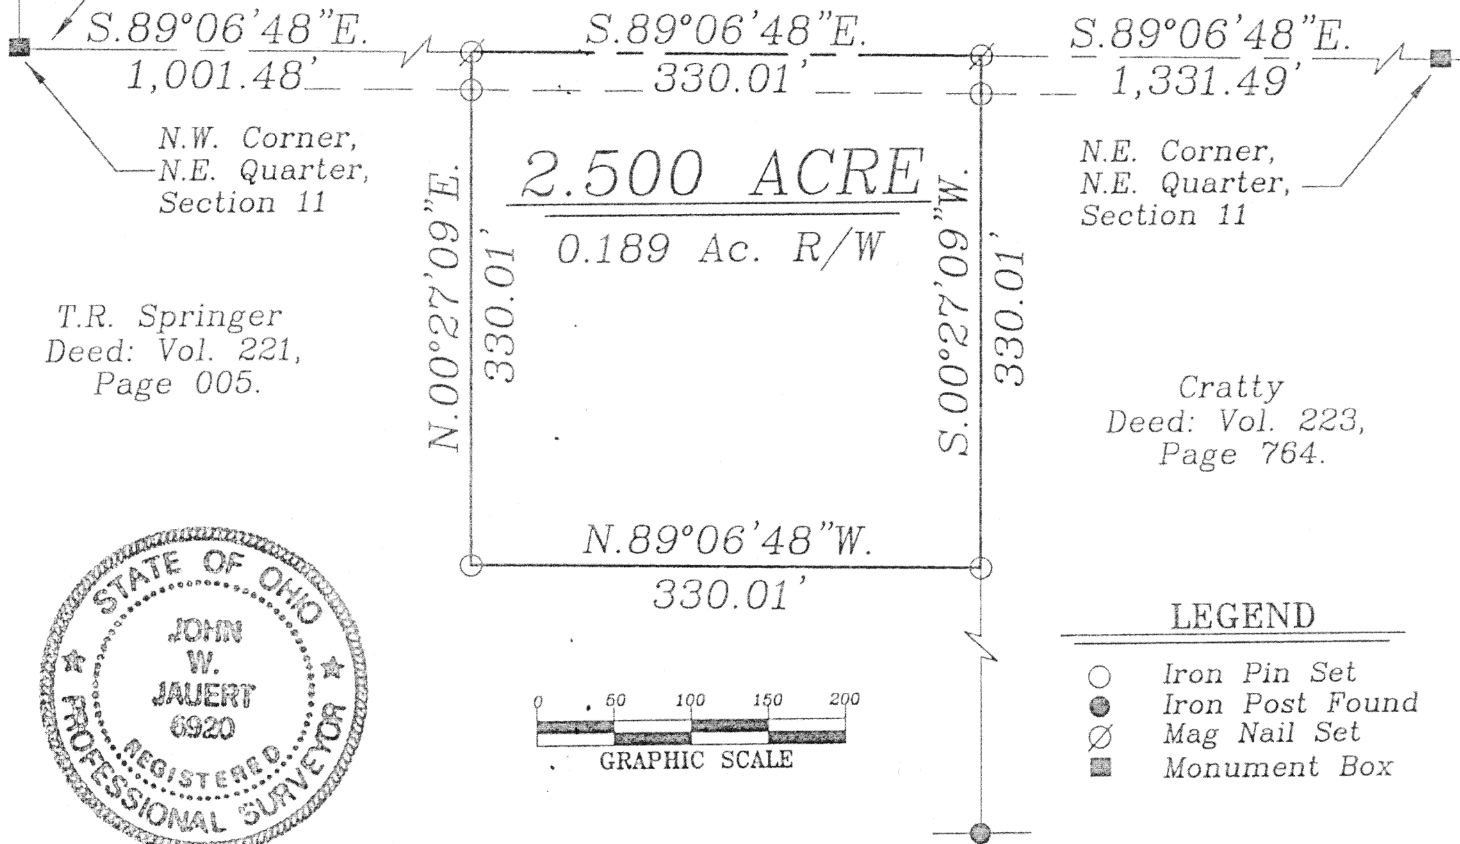 S.89°06'48"E.
1,001.48'
S.89°06'48"E.
330.01'
S.89°06'48"E.
1,331.49'
N.W. Corner,
N.E. Quarter,
Section 11
2.500 ACRE
0.189 Ac. R/W
N.E. Corner,
N.E. Quarter,
Section 11
N.00°27'09"E.
330.01'
S.00°27'09"W.
330.01'
T.R. Springer
Deed: Vol. 221,
Page 005.
Cratty
Deed: Vol. 223,
Page 764.
N.89°06'48"W.
330.01'
STATE OF OHIO
JOHN
W.
JAUERT
6920
REGISTERED
PROFESSIONAL SURVEYOR
0 50 100 150 200
GRAPHIC SCALE
LEGEND
Iron Pin Set
Iron Post Found
Mag Nail Set
Monument Box